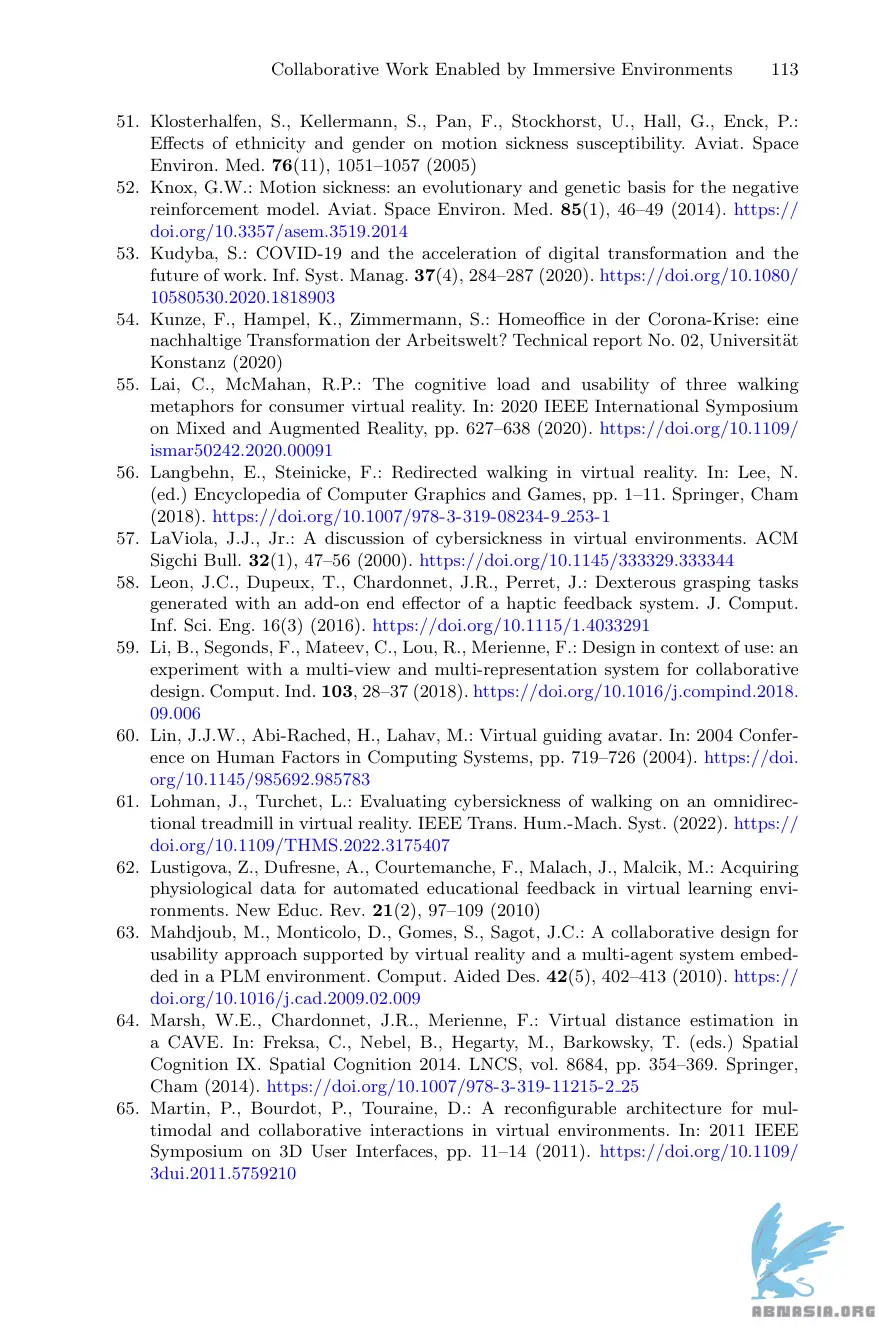 Collaborative Work Enabled by Immersive Environments 113
51. Klosterhalfen, S., Kellermann, S., Pan, F., Stockhorst, U., Hall, G., Enck, P.:
Effects of ethnicity and gender on motion sickness susceptibility. Aviat. Space
Environ. Med. 76(11), 1051–1057 (2005)
52. Knox, G.W.: Motion sickness: an evolutionary and genetic basis for the negative
reinforcement model. Aviat. Space Environ. Med. 85(1), 46–49 (2014). https://
doi.org/10.3357/asem.3519.2014
53. Kudyba, S.: COVID-19 and the acceleration of digital transformation and the
future of work. Inf. Syst. Manag. 37(4), 284–287 (2020). https://doi.org/10.1080/
10580530.2020.1818903
54. Kunze, F., Hampel, K., Zimmermann, S.: Homeoffice in der Corona-Krise: eine
nachhaltige Transformation der Arbeitswelt? Technical report No. 02, Universität
Konstanz (2020)
55. Lai, C., McMahan, R.P.: The cognitive load and usability of three walking
metaphors for consumer virtual reality. In: 2020 IEEE International Symposium
on Mixed and Augmented Reality, pp. 627–638 (2020). https://doi.org/10.1109/
ismar50242.2020.00091
56. Langbehn, E., Steinicke, F.: Redirected walking in virtual reality. In: Lee, N.
(ed.) Encyclopedia of Computer Graphics and Games, pp. 1–11. Springer, Cham
(2018). https://doi.org/10.1007/978-3-319-08234-9_253-1
57. LaViola, J.J., Jr.: A discussion of cybersickness in virtual environments. ACM
Sigchi Bull. 32(1), 47–56 (2000). https://doi.org/10.1145/333329.333344
58. Leon, J.C., Dupeux, T., Chardonnet, J.R., Perret, J.: Dexterous grasping tasks
generated with an add-on end effector of a haptic feedback system. J. Comput.
Inf. Sci. Eng. 16(3) (2016). https://doi.org/10.1115/1.4033291
59. Li, B., Segonds, F., Mateev, C., Lou, R., Merienne, F.: Design in context of use: an
experiment with a multi-view and multi-representation system for collaborative
design. Comput. Ind. 103, 28–37 (2018). https://doi.org/10.1016/j.compind.2018.
09.006
60. Lin, J.J.W., Abi-Rached, H., Lahav, M.: Virtual guiding avatar. In: 2004 Confer-
ence on Human Factors in Computing Systems, pp. 719–726 (2004). https://doi.
org/10.1145/985692.985783
61. Lohman, J., Turchet, L.: Evaluating cybersickness of walking on an omnidirec-
tional treadmill in virtual reality. IEEE Trans. Hum.-Mach. Syst. (2022). https://
doi.org/10.1109/THMS.2022.3175407
62. Lustigova, Z., Dufresne, A., Courtemanche, F., Malach, J., Malcik, M.: Acquiring
physiological data for automated educational feedback in virtual learning envi-
ronments. New Educ. Rev. 21(2), 97–109 (2010)
63. Mahdjoub, M., Monticolo, D., Gomes, S., Sagot, J.C.: A collaborative design for
usability approach supported by virtual reality and a multi-agent system embed-
ded in a PLM environment. Comput. Aided Des. 42(5), 402–413 (2010). https://
doi.org/10.1016/j.cad.2009.02.009
64. Marsh, W.E., Chardonnet, J.R., Merienne, F.: Virtual distance estimation in
a CAVE. In: Freksa, C., Nebel, B., Hegarty, M., Barkowsky, T. (eds.) Spatial
Cognition IX. Spatial Cognition 2014. LNCS, vol. 8684, pp. 354–369. Springer,
Cham (2014). https://doi.org/10.1007/978-3-319-11215-2_25
65. Martin, P., Bourdot, P., Touraine, D.: A reconfigurable architecture for mul-
timodal and collaborative interactions in virtual environments. In: 2011 IEEE
Symposium on 3D User Interfaces, pp. 11–14 (2011). https://doi.org/10.1109/
3dui.2011.5759210
ABNASIA.ORG